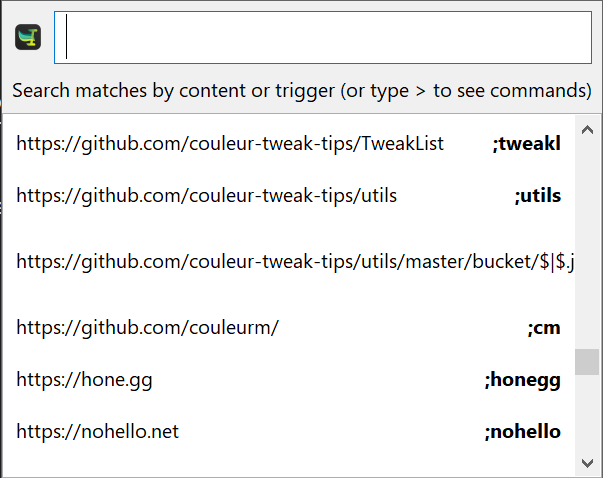 Search matches by content or trigger (or type > to see commands)
https://github.com/couleur-tweak-tips/TweakList ;tweakl
https://github.com/couleur-tweak-tips/utils ;utils
https://github.com/couleur-tweak-tips/utils/master/bucket/$|$.j
https://github.com/couleurm/ ;cm
https://hone.gg ;honegg
https://nohello.net ;nohello